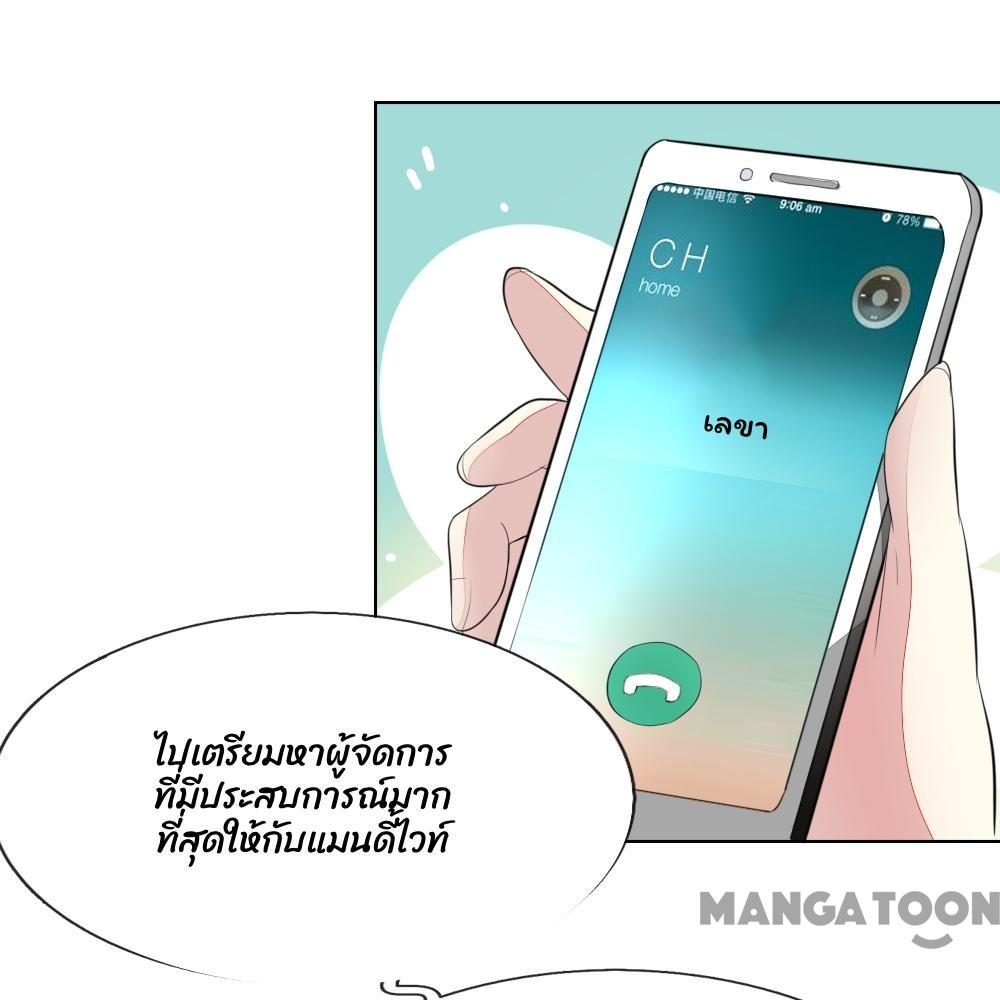 中国电信 9:06 am 78%
CH
home
เลขา
ไปเตรียมหาผู้จัดการ
ที่มีประสบการณ์มาก
ที่สุดให้กับแมนดี้ไวท์
MANGATOON